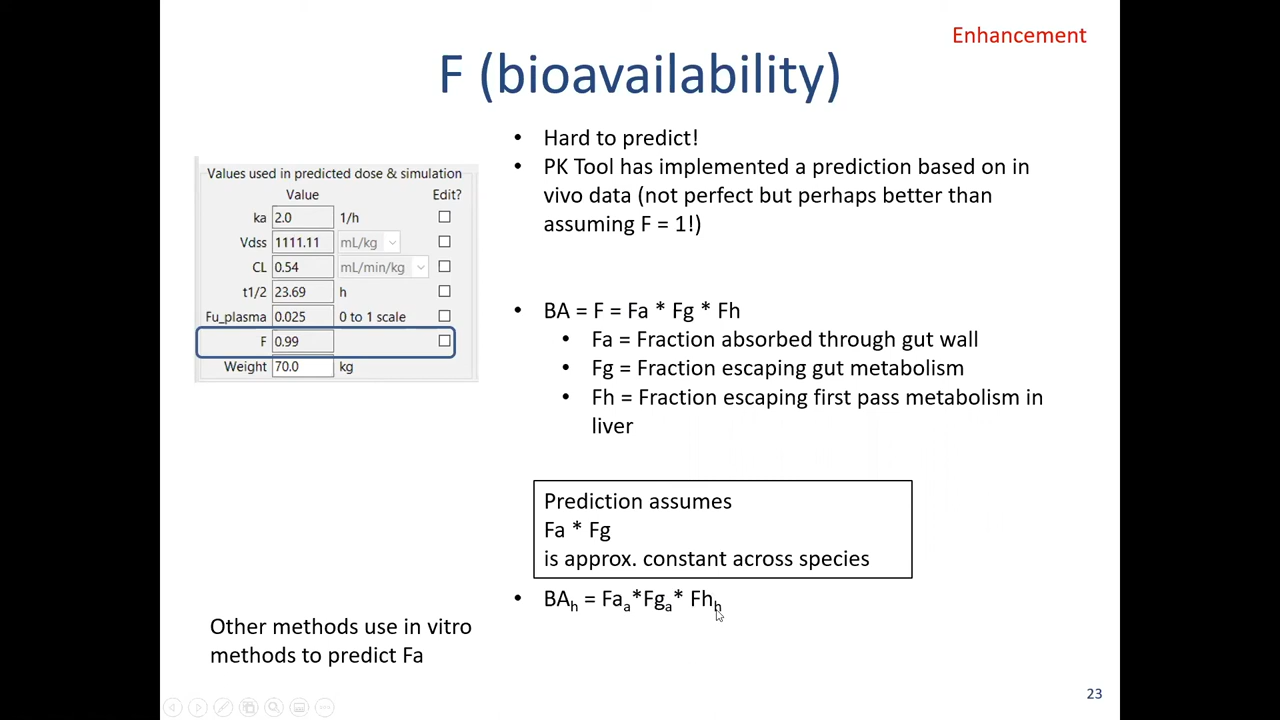 Enhancement
F (bioavailability)
Values used in predicted dose & simulation
Value Edit?
ka 2.0 1/h
Vdss 1111.11 mL/kg
CL 0.54 mL/min/kg
t1/2 23.69 h
Fu_plasma 0.025 0 to 1 scale
F 0.99
Weight 70.0 kg
• Hard to predict!
• PK Tool has implemented a prediction based on in
vivo data (not perfect but perhaps better than
assuming F = 1!)
• BA = F = Fa * Fg * Fh
• Fa = Fraction absorbed through gut wall
• Fg = Fraction escaping gut metabolism
• Fh = Fraction escaping first pass metabolism in
liver
Prediction assumes
Fa * Fg
is approx. constant across species
• BAh = Faa*Fga* Fhh
Other methods use in vitro
methods to predict Fa
23